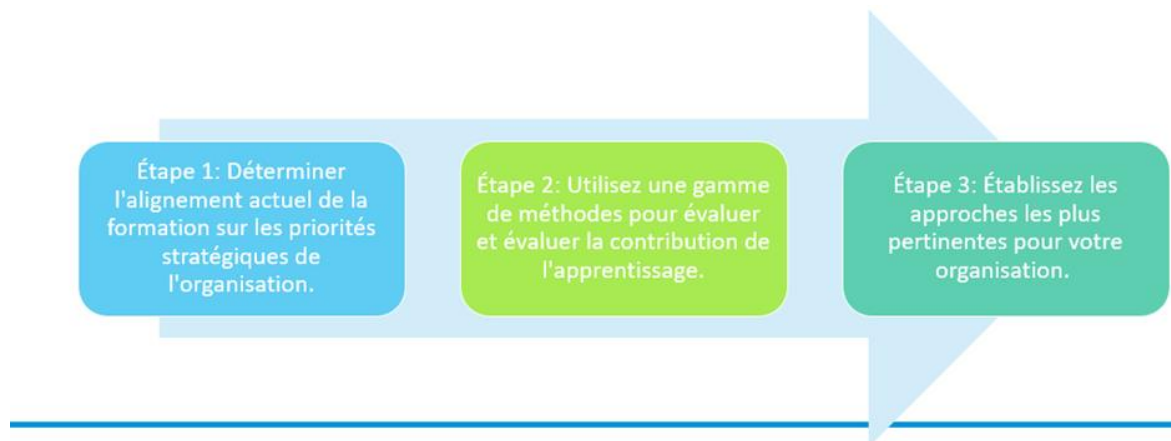 Étape 1: Déterminer
l'alignement actuel de la
formation sur les priorités
stratégiques de
l'organisation.
Étape 2: Utilisez une gamme
de méthodes pour évaluer
et évaluer la contribution de
l'apprentissage.
Étape 3: Établissez les
approches les plus
pertinentes pour votre
organisation.